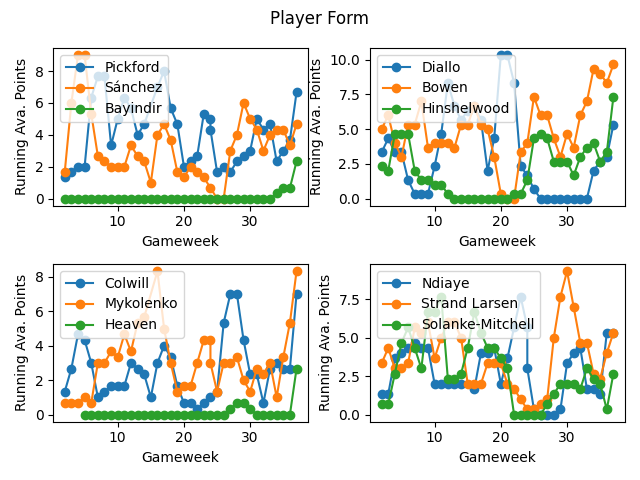 Player Form
Pickford
Sánchez
Bayindir
Running Ava. Points
0
2
4
6
8
10
20
30
Gameweek
Diallo
Bowen
Hinshelwood
Running Ava. Points
0.0
2.5
5.0
7.5
10.0
10
20
30
Gameweek
Colwill
Mykolenko
Heaven
Running Ava. Points
0
2
4
6
8
10
20
30
Gameweek
Ndiaye
Strand Larsen
Solanke-Mitchell
Running Ava. Points
0.0
2.5
5.0
7.5
10
20
30
Gameweek